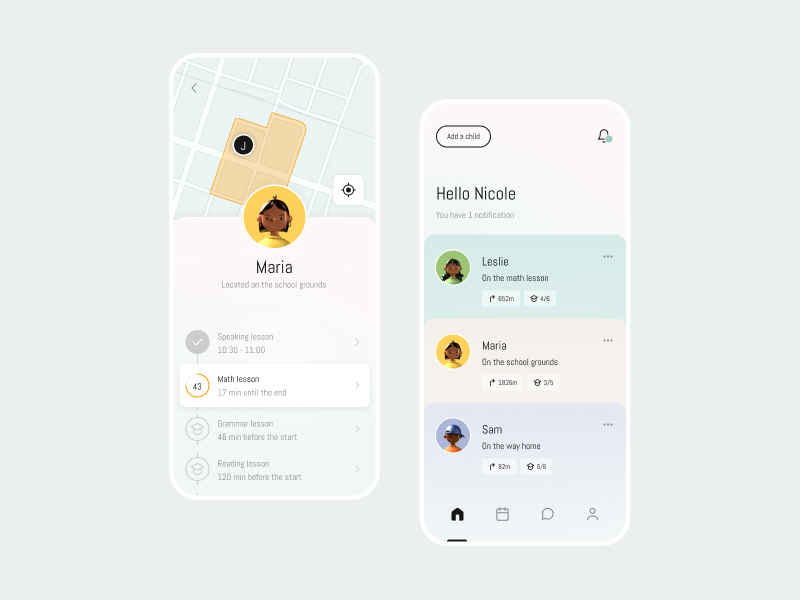 J
Maria
Located on the school grounds
Speaking lesson
10:30 - 11:00
43
Math lesson
17 min until the end
Grammar lesson
46 min before the start
Reading lesson
120 min before the start
Add a child
Hello Nicole
You have 1 notification
Leslie
On the math lesson
652m
4/6
Maria
On the school grounds
1826m
3/5
Sam
On the way home
82m
6/6